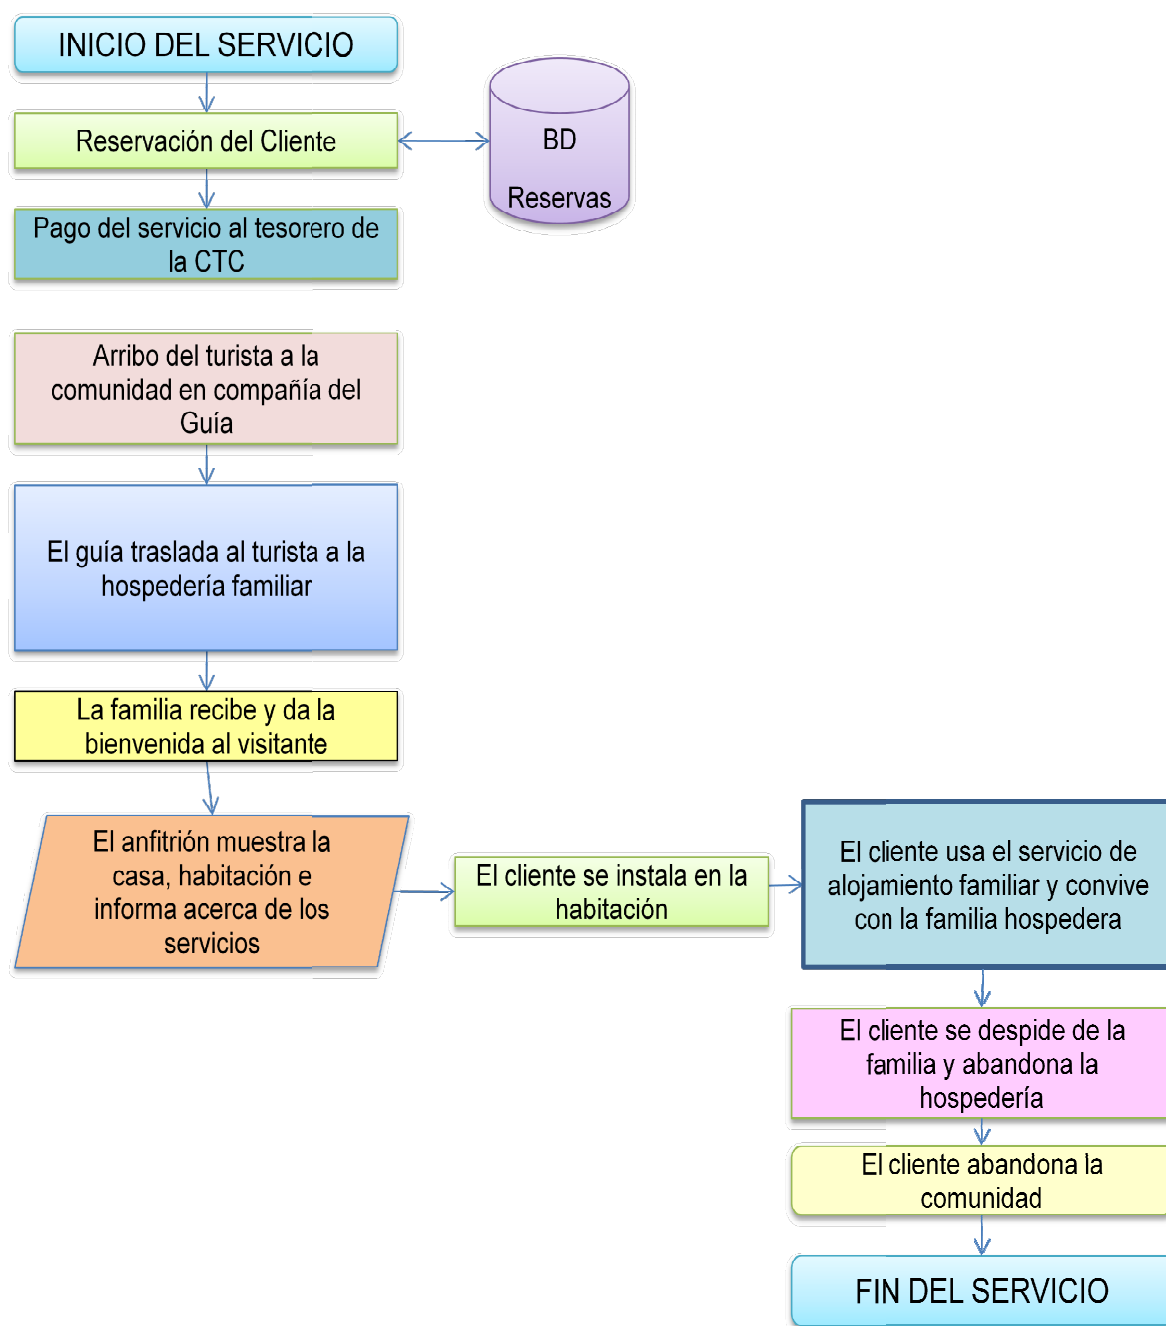 INICIO DEL SERVICIO
Reservación del Cliente
BD
Reservas
Pago del servicio al tesorero de
la CTC
Arribo del turista a la
comunidad en compañía del
Guía
El guía traslada al turista a la
hospedería familiar
La familia recibe y da la
bienvenida al visitante
El anfitrión muestra la
casa, habitación e
informa acerca de los
servicios
El cliente se instala en la
habitación
El cliente usa el servicio de
alojamiento familiar y convive
con la familia hospedera
El cliente se despide de la
familia y abandona la
hospedería
El cliente abandona la
comunidad
FIN DEL SERVICIO